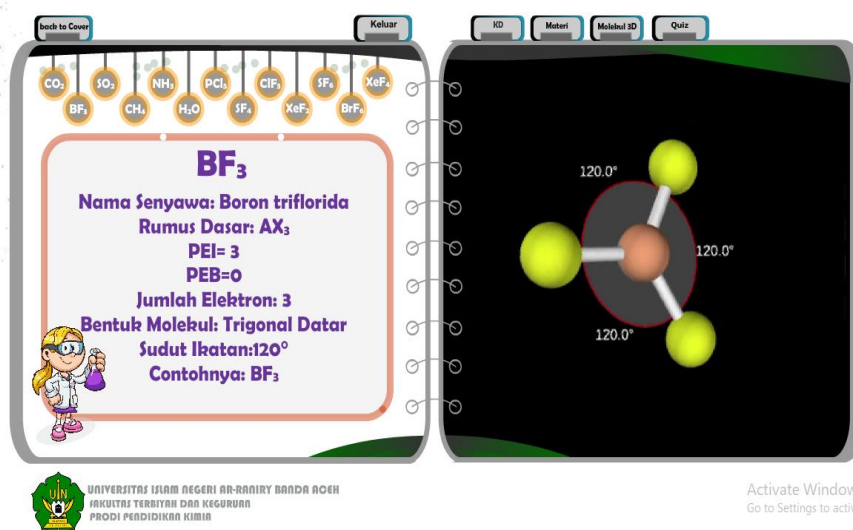 back to Cover
Keluar
KD
Materi
Molekul 3D
Quiz
CO₂
SO₂
NH₃
PCl₅
ClF₃
SF₆
XeF₄
BF₃
CH₄
H₂O
SF₄
XeF₂
BrF₆
BF₃
Nama Senyawa: Boron triflorida
Rumus Dasar: AX₃
PEI= 3
PEB=0
Jumlah Elektron: 3
Bentuk Molekul: Trigonal Datar
Sudut Ikatan:120°
Contohnya: BF₃
120.0°
120.0°
120.0°
UIN
UNIVERSITAS ISLAM NEGERI AR-RANIRY BANDA ACEH
FAKULTAS TERBIYAH DAN KEGURUAN
PRODI PENDIDIKAN KIMIA
Activate Window
Go to Settings to activ